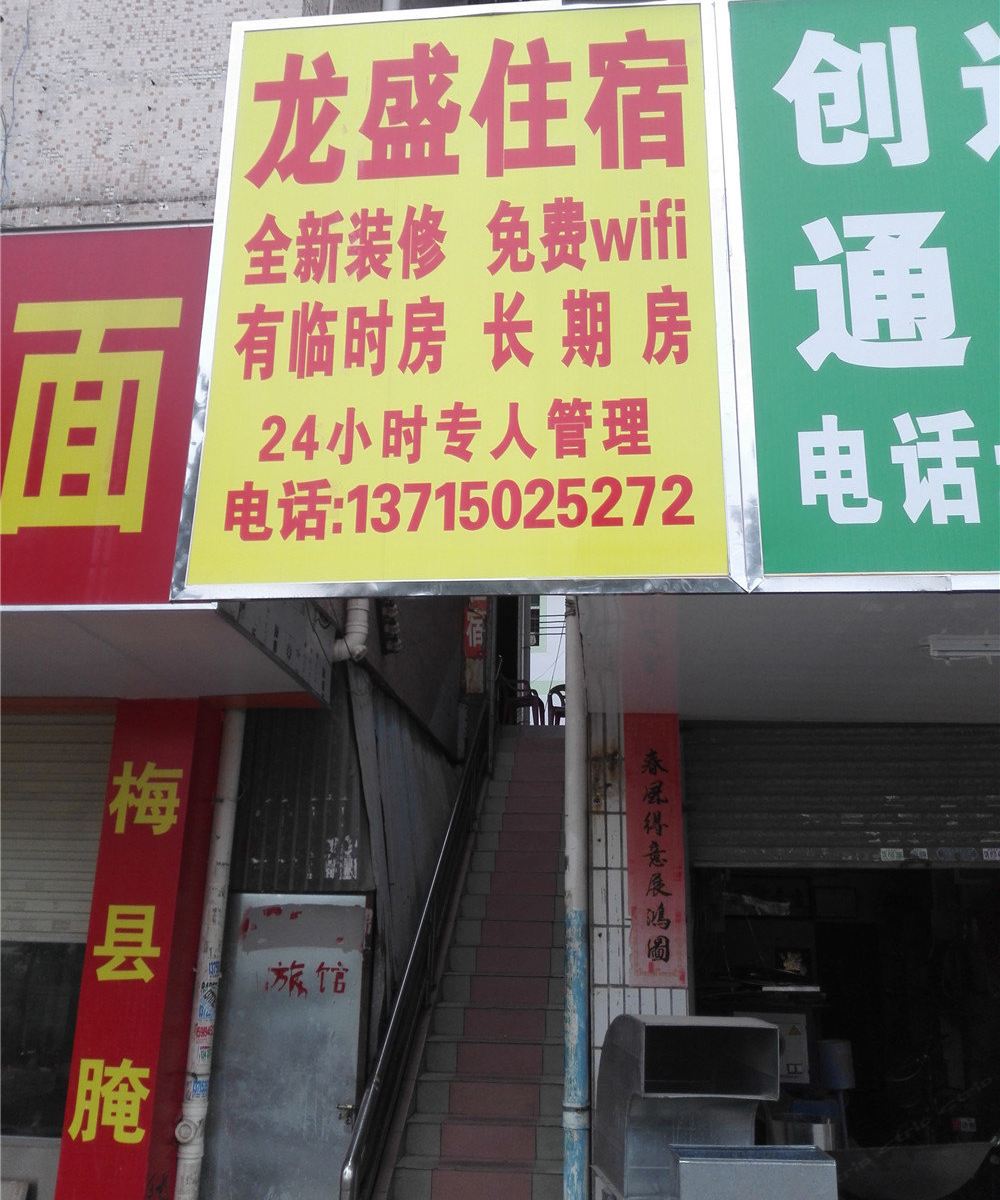 龙盛住宿
全新装修 免费wifi
有临时房 长期房
24小时专人管理
电话:13715025272
面
创
通
电话
宿
梅县腌
旅馆
春风得意展鸿图